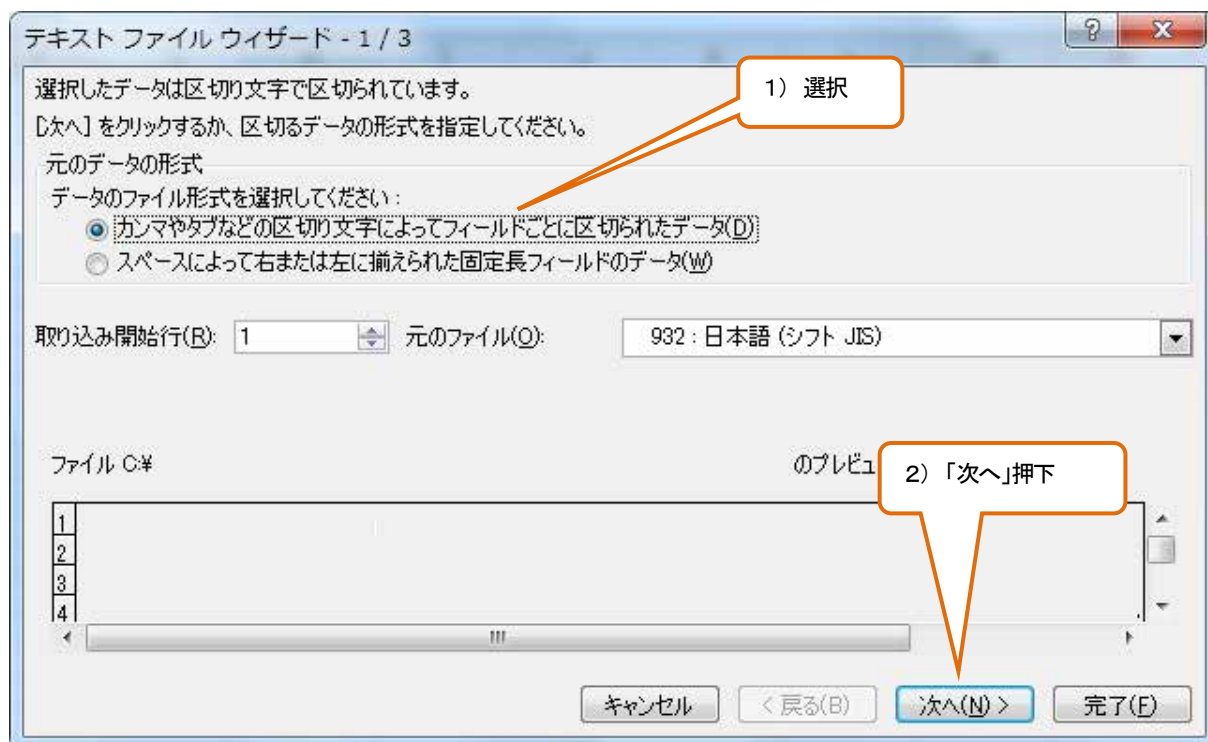 テキスト ファイル ウィザード - 1 / 3
選択したデータは区切り文字で区切られています。
1) 選択
[次へ] をクリックするか、区切るデータの形式を指定してください。
元のデータの形式
データのファイル形式を選択してください:
カンマやタブなどの区切り文字によってフィールドごとに区切られたデータ(D)
スペースによって右または左に揃えられた固定長フィールドのデータ(W)
取り込み開始行(R): 1 元のファイル(O): 932 : 日本語 (シフト JIS)
ファイル C:¥ のプレビュ
2) 「次へ」押下
1
2
3
4
キャンセル < 戻る(B) 次へ(N) > 完了(F)